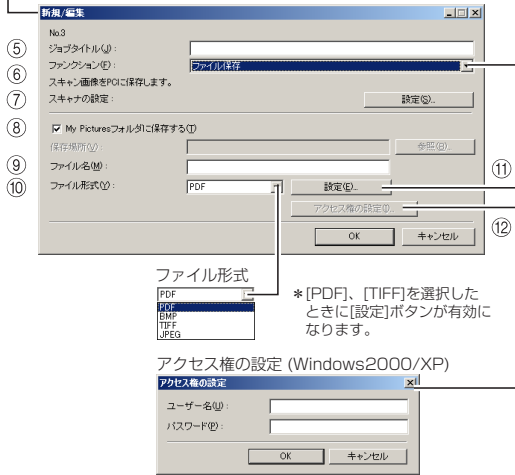 新規/編集
No.3
⑤ ジョブタイトル(J)：
⑥ ファンクション(F)： ファイル保存
スキャン画像をPCに保存します。
⑦ スキャナの設定： 設定(S)...
⑧ My Picturesフォルダに保存する(T)
保存場所(V)： 参照(B)...
⑨ ファイル名(M)：
⑩ ファイル形式(Y)： PDF 設定(E)... ⑪
アクセス権の設定(I)... ⑫
OK キャンセル
ファイル形式
PDF
PDF
BMP
TIFF
JPEG
＊[PDF]、[TIFF]を選択した
ときに[設定]ボタンが有効に
なります。
アクセス権の設定 (Windows2000/XP)
アクセス権の設定
ユーザー名(U)：
パスワード(P)：
OK キャンセル